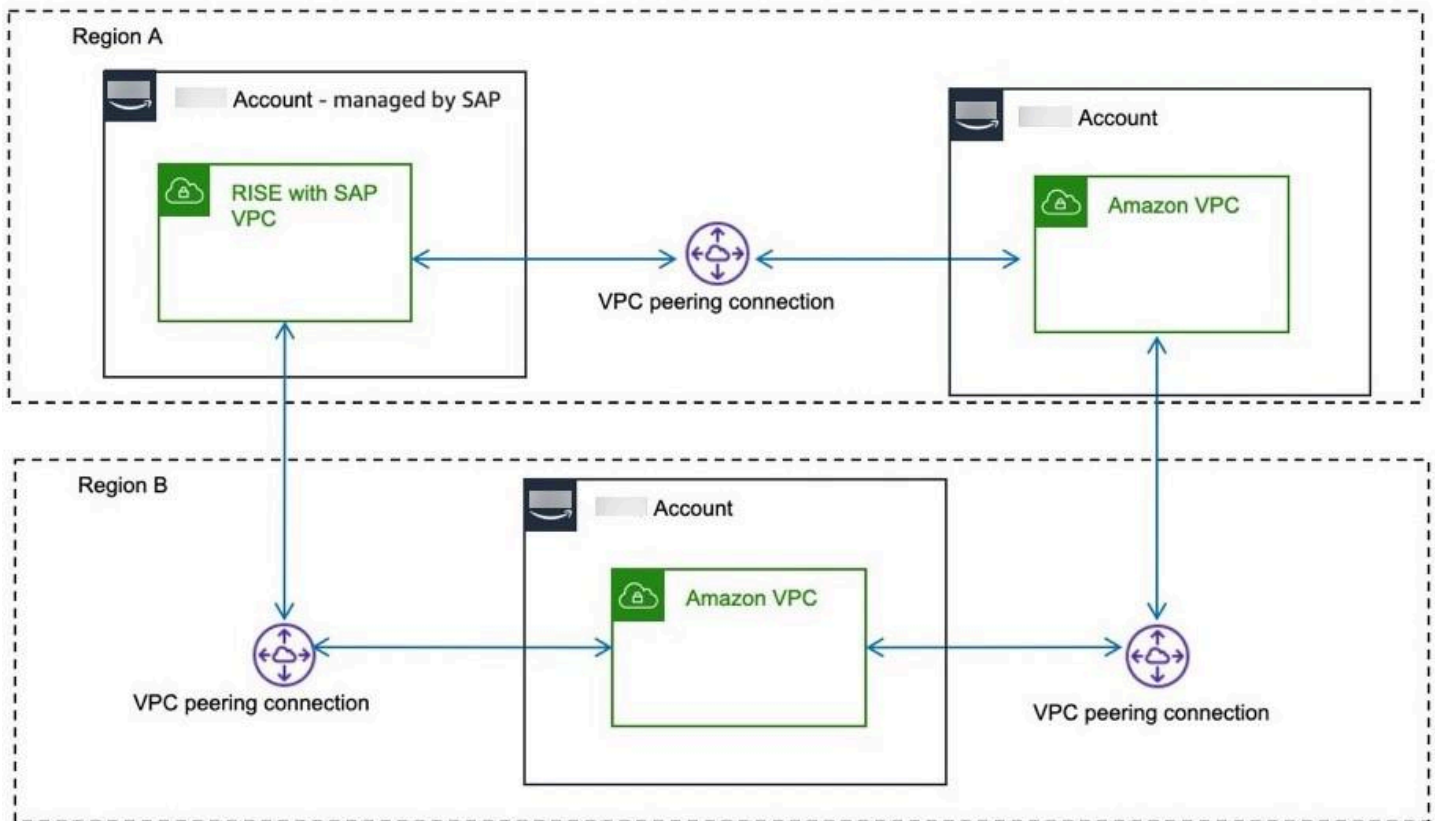 Region A
Account - managed by SAP
Account
RISE with SAP
VPC
Amazon VPC
VPC peering connection
Region B
Account
Amazon VPC
VPC peering connection
VPC peering connection